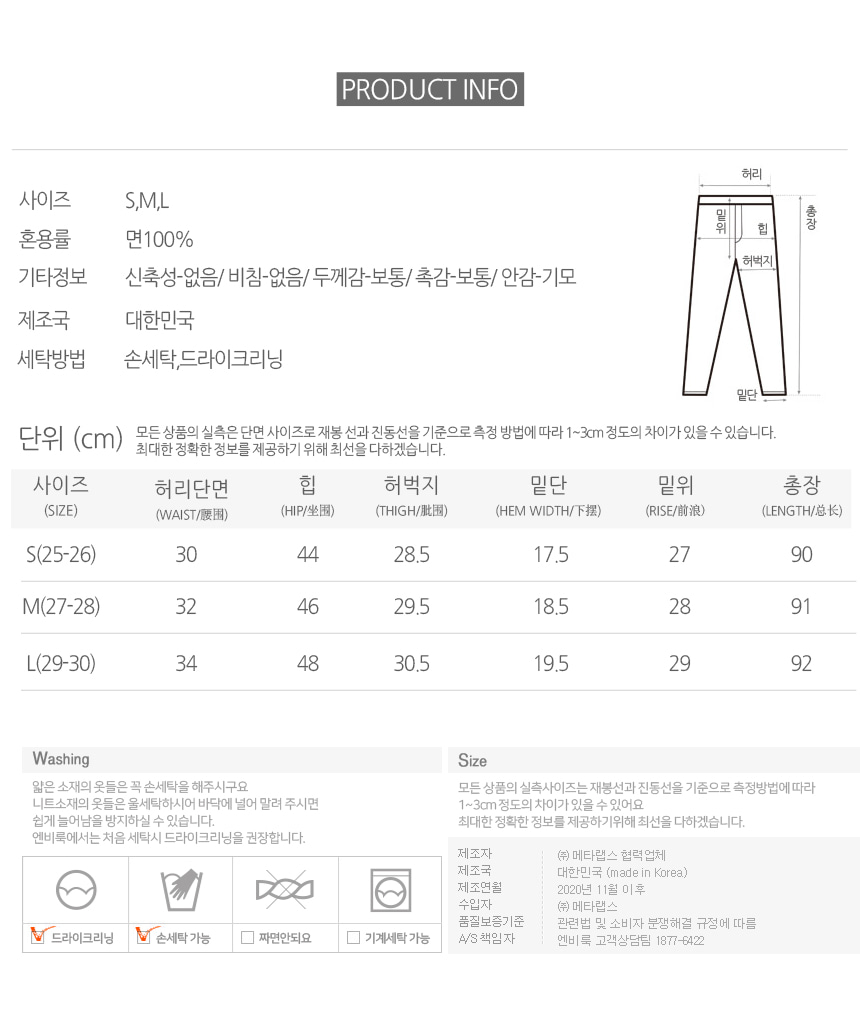 PRODUCT INFO
사이즈 S,M,L
혼용률 면100%
기타정보 신축성-없음/ 비침-없음/ 두께감-보통/ 촉감-보통/ 안감-기모
제조국 대한민국
세탁방법 손세탁,드라이크리닝
허리
밑위
힙
총장
허벅지
밑단
단위 (cm) 모든 상품의 실측은 단면 사이즈로 재봉 선과 진동선을 기준으로 측정 방법에 따라 1~3cm 정도의 차이가 있을 수 있습니다.
최대한 정확한 정보를 제공하기 위해 최선을 다하겠습니다.
사이즈 허리단면 힙 허벅지 밑단 밑위 총장
(SIZE) (WAIST/腰围) (HIP/坐围) (THIGH/肶围) (HEM WIDTH/下摆) (RISE/前浪) (LENGTH/总长)
S(25-26) 30 44 28.5 17.5 27 90
M(27-28) 32 46 29.5 18.5 28 91
L(29-30) 34 48 30.5 19.5 29 92
Washing
얇은 소재의 옷들은 꼭 손세탁을 해주시구요
니트소재의 옷들은 울세탁하시어 바닥에 널어 말려 주시면
쉽게 늘어남을 방지하실 수 있습니다.
엔비룩에서는 처음 세탁시 드라이크리닝을 권장합니다.
드라이크리닝 손세탁 가능 짜면안되요 기계세탁 가능
Size
모든 상품의 실측사이즈는 재봉선과 진동선을 기준으로 측정방법에 따라
1~3cm 정도의 차이가 있을 수 있어요
최대한 정확한 정보를 제공하기위해 최선을 다하겠습니다.
제조자 ㈜ 메타랩스 협력업체
제조국 대한민국 (made in Korea)
제조연월 2020년 11월 이후
수입자 ㈜ 메타랩스
품질보증기준 관련법 및 소비자 분쟁해결 규정에 따름
A/S 책임자 엔비룩 고객상담팀 1877-6422